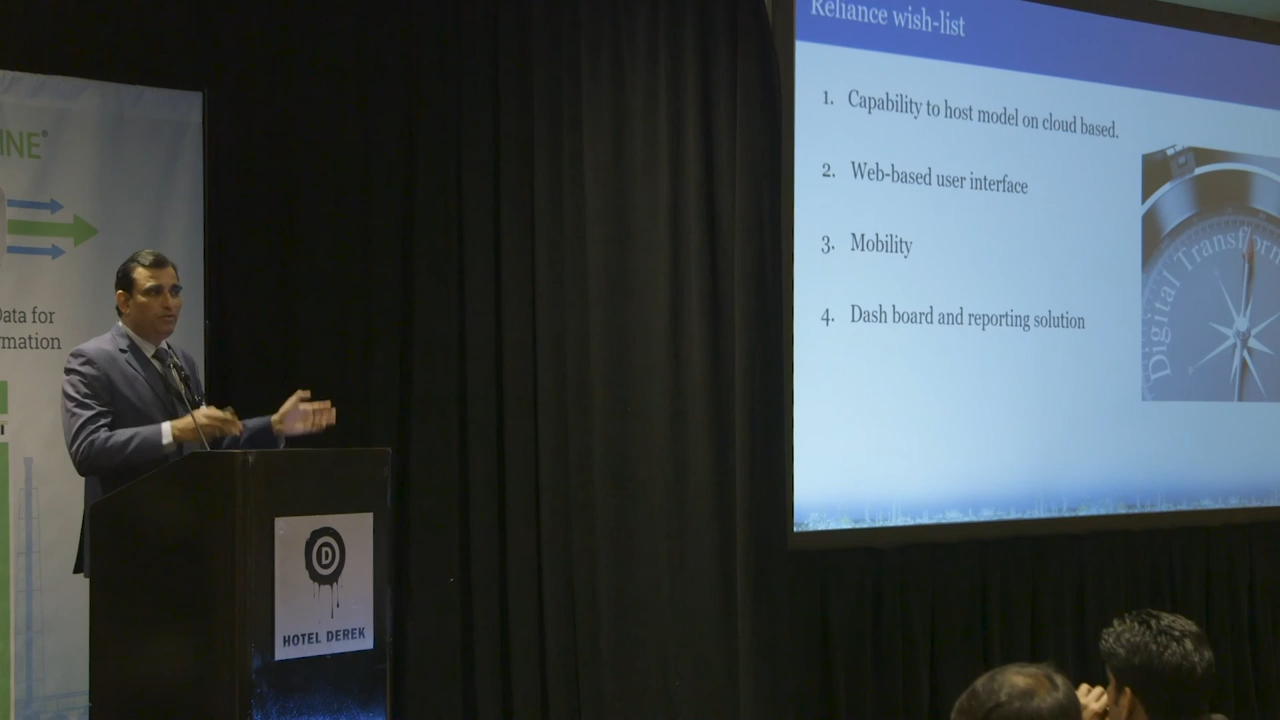 Reliance wish-list
1. Capability to host model on cloud based.
2. Web-based user interface
3. Mobility
4. Dash board and reporting solution
Digital Transform
INE®
Data for
rmation
D
HOTEL DEREK